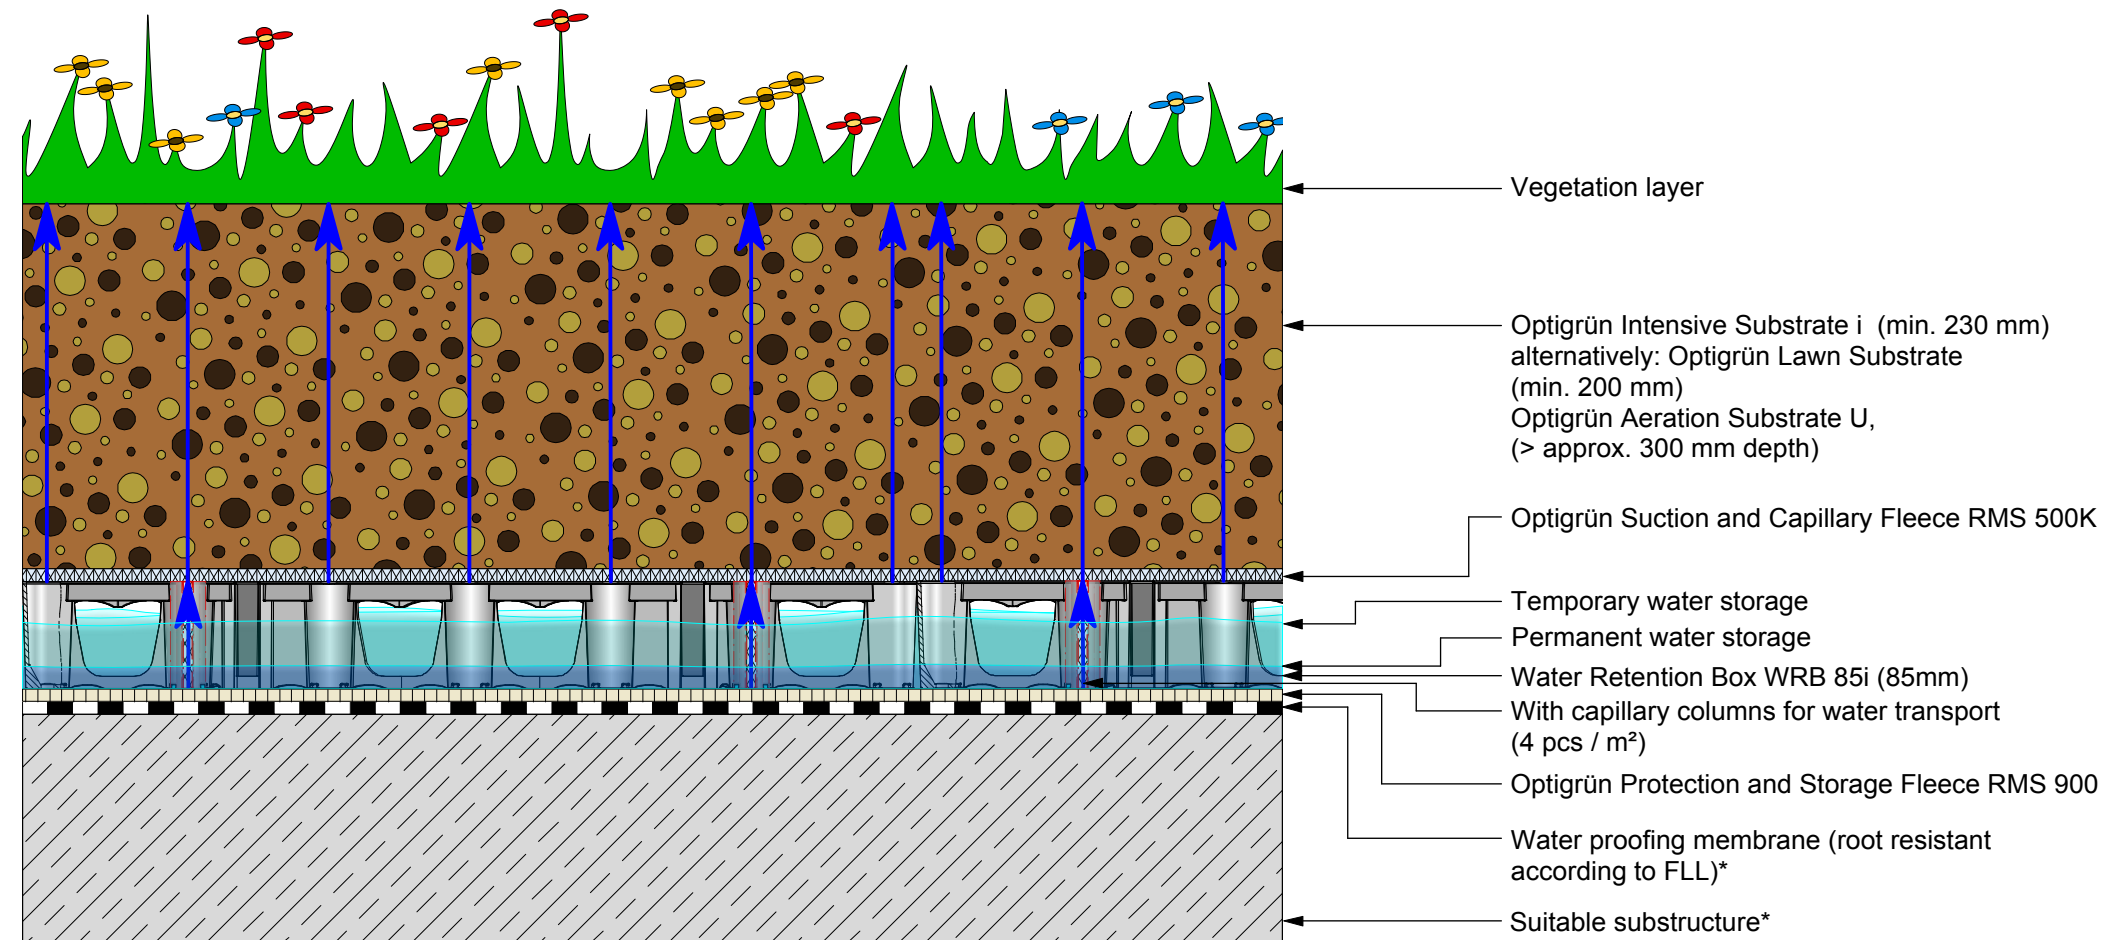 Vegetation layer
Optigrün Intensive Substrate i  (min. 230 mm)
alternatively: Optigrün Lawn Substrate
(min. 200 mm)
Optigrün Aeration Substrate U,
(> approx. 300 mm depth)
Optigrün Suction and Capillary Fleece RMS 500K
Temporary water storage
Permanent water storage
Water Retention Box WRB 85i (85mm)
With capillary columns for water transport
(4 pcs / m²)
Optigrün Protection and Storage Fleece RMS 900
Water proofing membrane (root resistant
according to FLL)*
Suitable substructure*